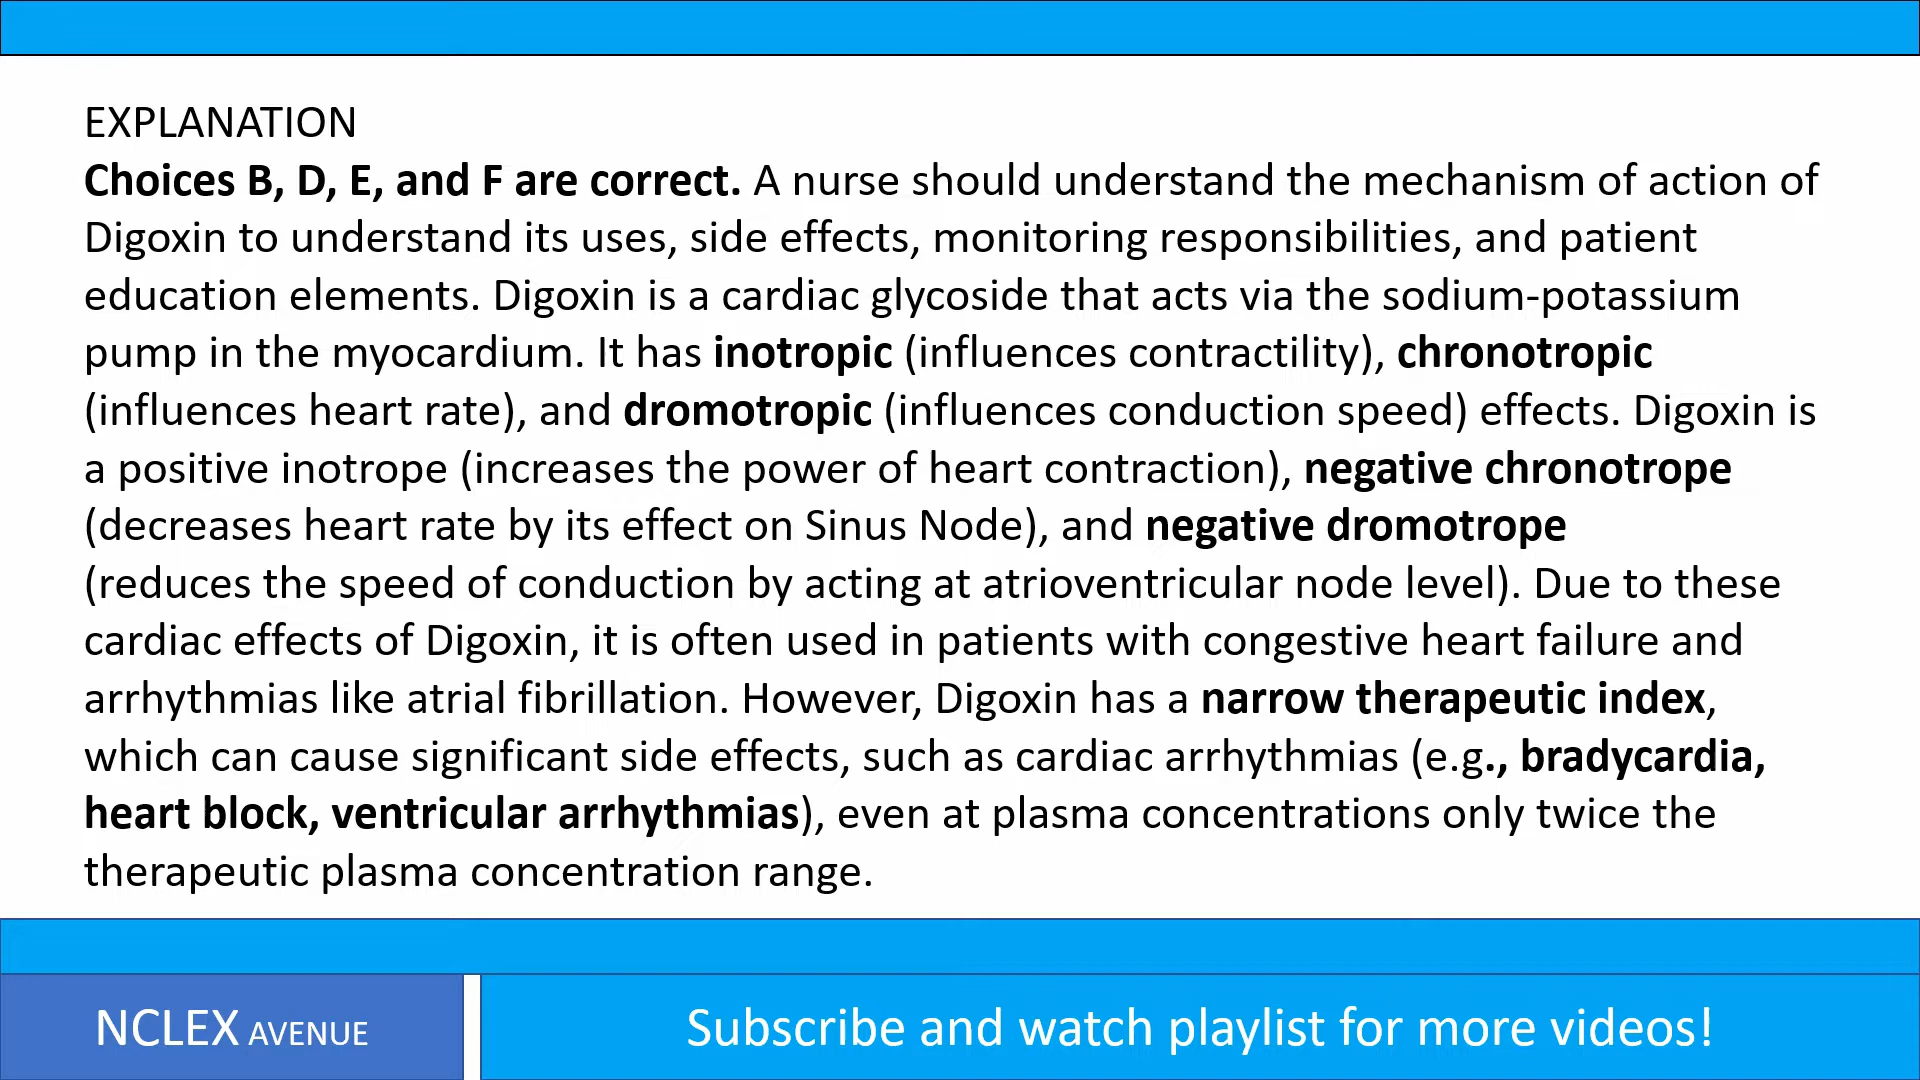 EXPLANATION
Choices B, D, E, and F are correct. A nurse should understand the mechanism of action of
Digoxin to understand its uses, side effects, monitoring responsibilities, and patient
education elements. Digoxin is a cardiac glycoside that acts via the sodium-potassium
pump in the myocardium. It has inotropic (influences contractility), chronotropic
(influences heart rate), and dromotropic (influences conduction speed) effects. Digoxin is
a positive inotrope (increases the power of heart contraction), negative chronotrope
(decreases heart rate by its effect on Sinus Node), and negative dromotrope
(reduces the speed of conduction by acting at atrioventricular node level). Due to these
cardiac effects of Digoxin, it is often used in patients with congestive heart failure and
arrhythmias like atrial fibrillation. However, Digoxin has a narrow therapeutic index,
which can cause significant side effects, such as cardiac arrhythmias (e.g., bradycardia,
heart block, ventricular arrhythmias), even at plasma concentrations only twice the
therapeutic plasma concentration range.
NCLEX AVENUE
Subscribe and watch playlist for more videos!